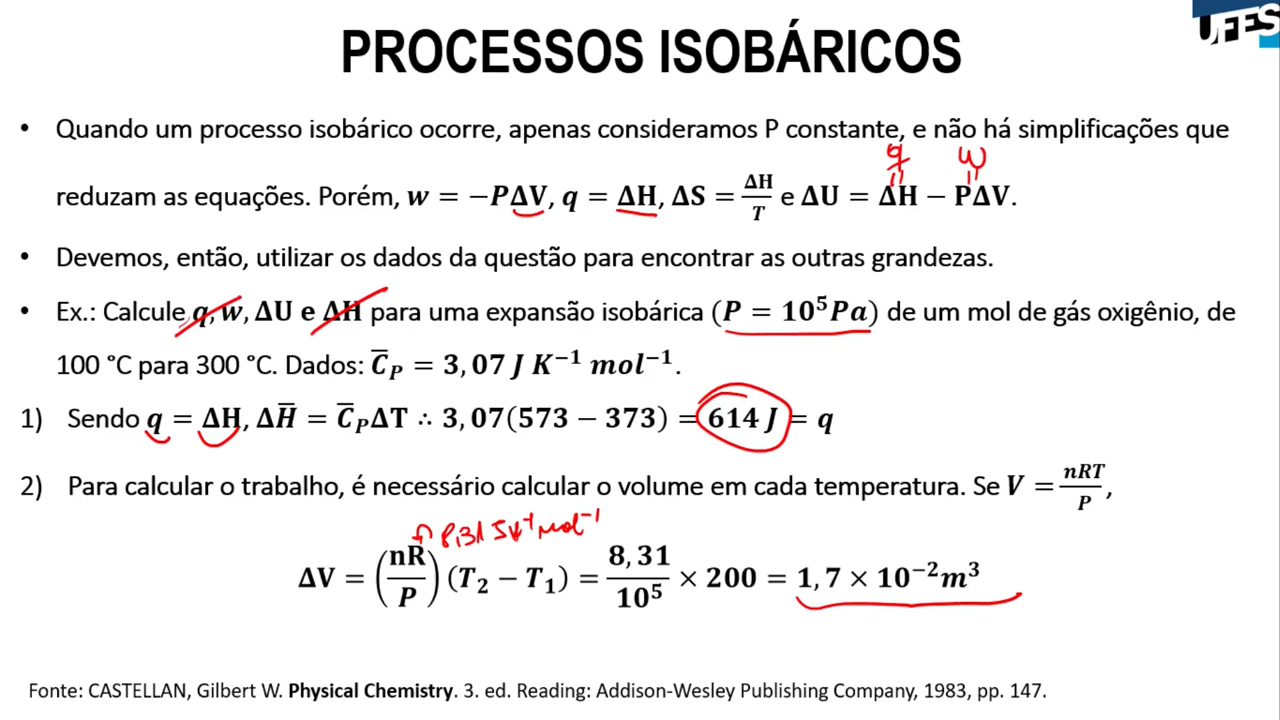 UFES
PROCESSOS ISOBÁRICOS
• Quando um processo isobárico ocorre, apenas consideramos P constante, e não há simplificações que
q w
reduzam as equações. Porém, w = −PΔV, q = ΔH, ΔS = ΔH/T e ΔU = ΔH − PΔV.
• Devemos, então, utilizar os dados da questão para encontrar as outras grandezas.
• Ex.: Calcule q, w, ΔU e ΔH para uma expansão isobárica (P = 10⁵Pa) de um mol de gás oxigênio, de
100 °C para 300 °C. Dados: C̅_P = 3,07 J K⁻¹ mol⁻¹.
1) Sendo q = ΔH, ΔH̅ = C̅_PΔT ∴ 3,07(573 − 373) = 614 J = q
2) Para calcular o trabalho, é necessário calcular o volume em cada temperatura. Se V = nRT/P,
8,31 J K⁻¹ mol⁻¹
ΔV = (nR/P) (T₂ − T₁) = 8,31/10⁵ × 200 = 1,7 × 10⁻²m³
Fonte: CASTELLAN, Gilbert W. Physical Chemistry. 3. ed. Reading: Addison-Wesley Publishing Company, 1983, pp. 147.